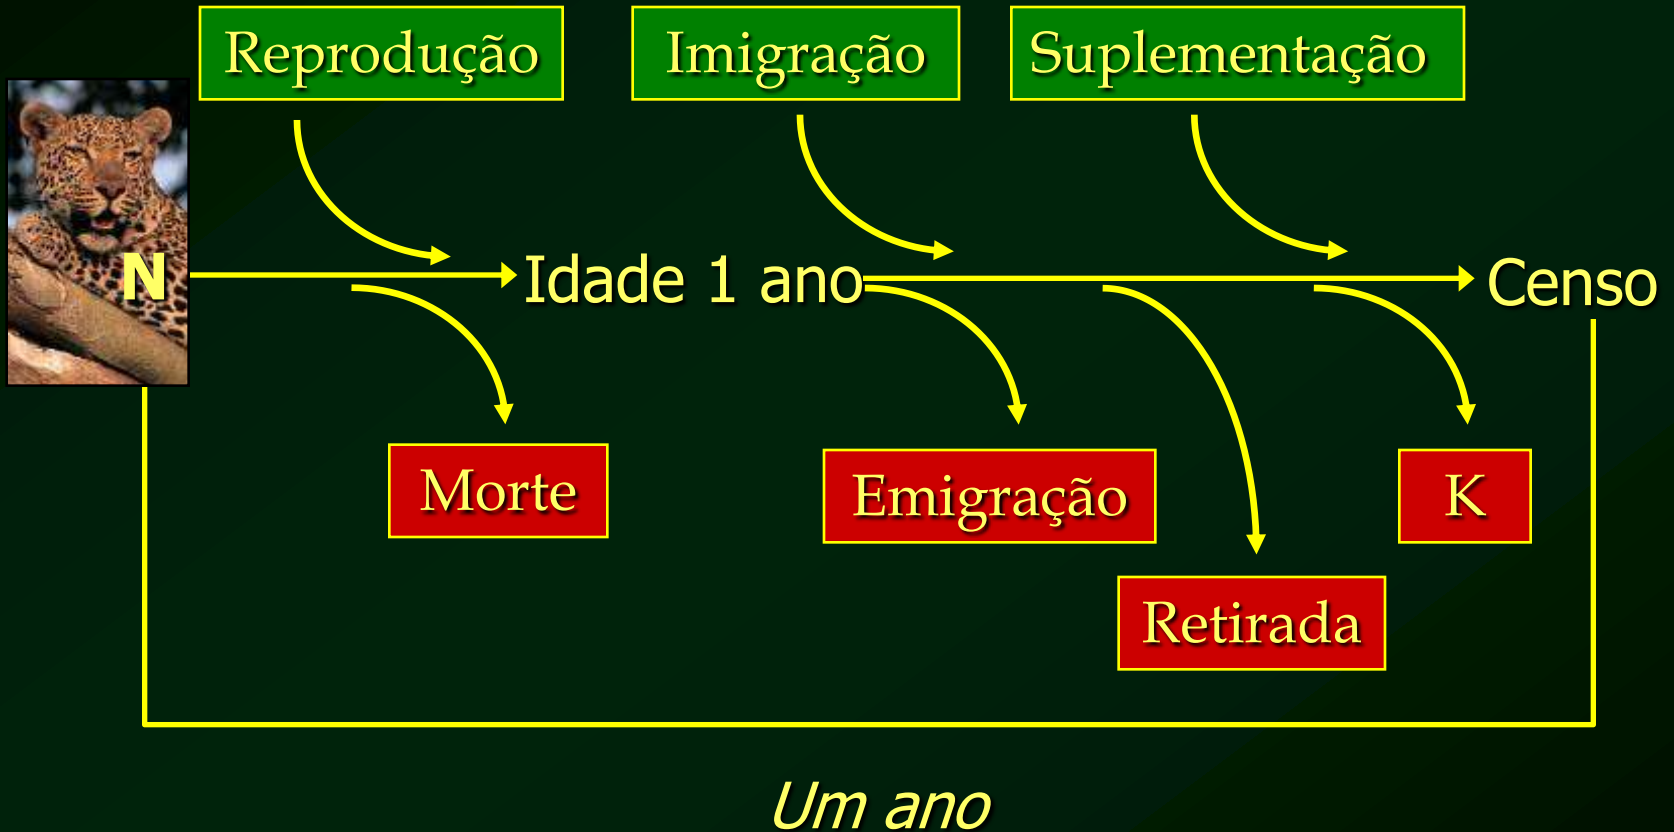 Reprodução
Imigração
Suplementação
N
Idade 1 ano
Censo
Morte
Emigração
K
Retirada
Um ano